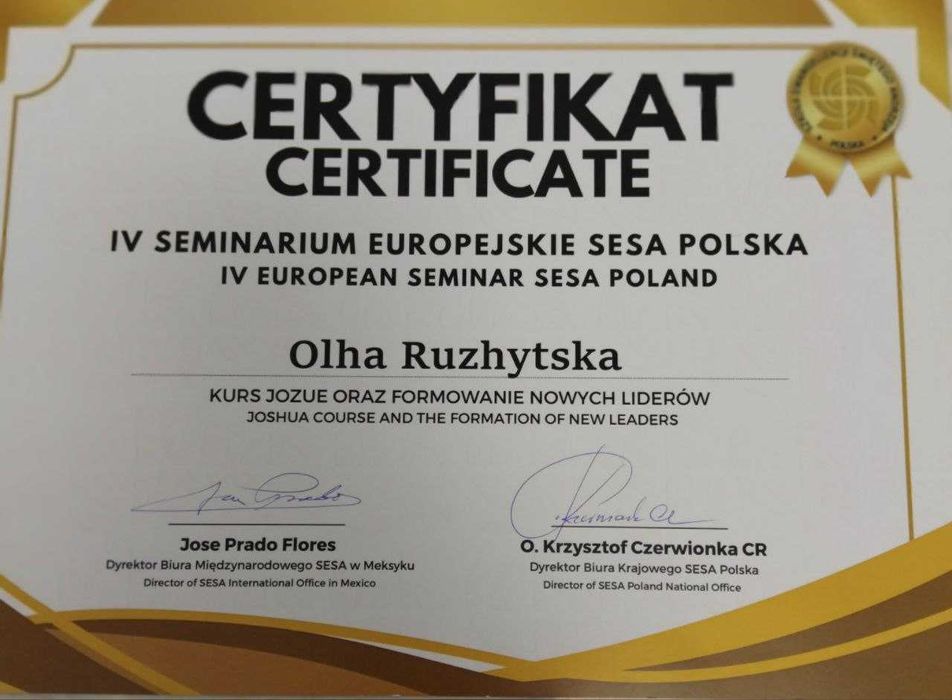 CERTYFIKAT
CERTIFICATE
POLSKA
IV SEMINARIUM EUROPEJSKIE SESA POLSKA
IV EUROPEAN SEMINAR SESA POLAND
Olha Ruzhytska
KURS JOZUE ORAZ FORMOWANIE NOWYCH LIDERÓW
JOSHUA COURSE AND THE FORMATION OF NEW LEADERS
Jose Prado Flores
Dyrektor Biura Międzynarodowego SESA w Meksyku
Director of SESA International Office in Mexico
O. Krzysztof Czerwionka CR
Dyrektor Biura Krajowego SESA Polska
Director of SESA Poland National Office